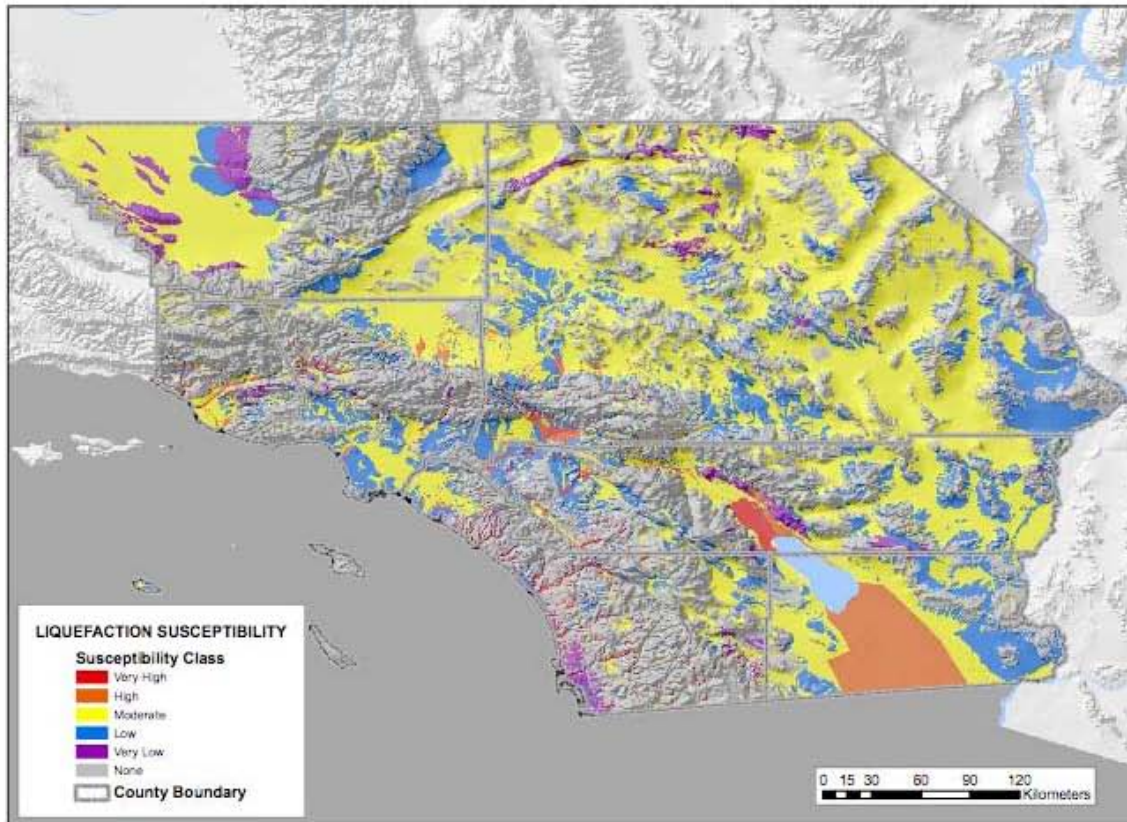 LIQUEFACTION SUSCEPTIBILITY
Susceptibility Class
Very High
High
Moderate
Low
Very Low
None
County Boundary
0 15 30 60 90 120
Kilometers